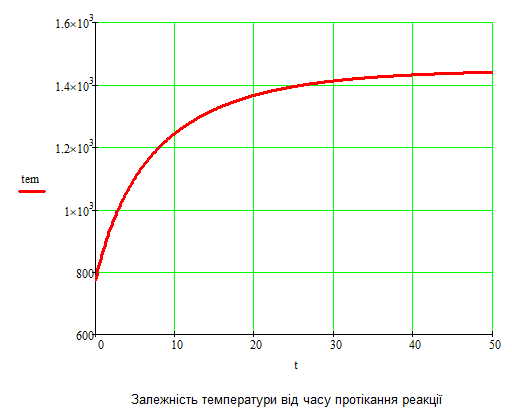 1.6×10³
1.4×10³
1.2×10³
tem
1×10³
800
600
0 10 20 30 40 50
t
Залежність температури від часу протікання реакції